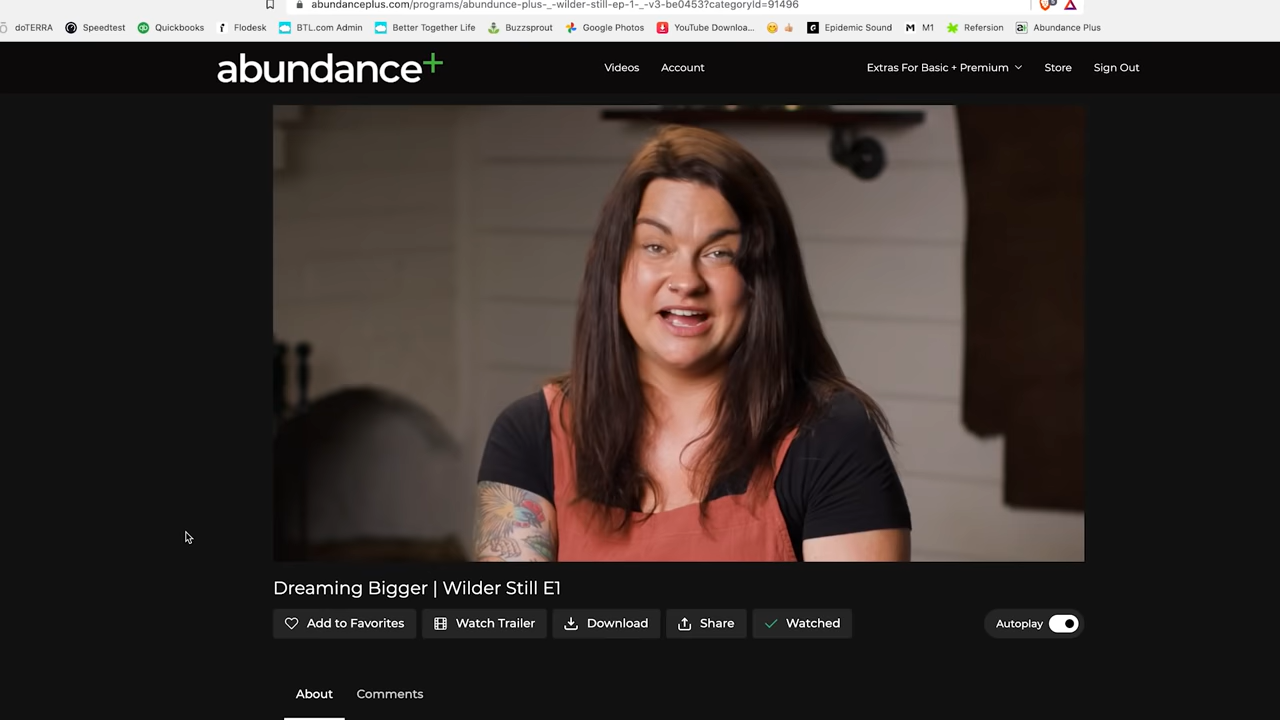 abundanceplus.com/programs/abundunce-plus-_-wilder-still-ep-1-_-v3-be0453?categoryId=91496
doTERRA Speedtest Quickbooks Flodesk BTL.com Admin Better Together Life Buzzsprout Google Photos YouTube Downloa... Epidemic Sound M1 Refersion Abundance Plus
abundance+ Videos Account Extras For Basic + Premium Store Sign Out
Dreaming Bigger | Wilder Still E1
Add to Favorites Watch Trailer Download Share Watched Autoplay
About Comments